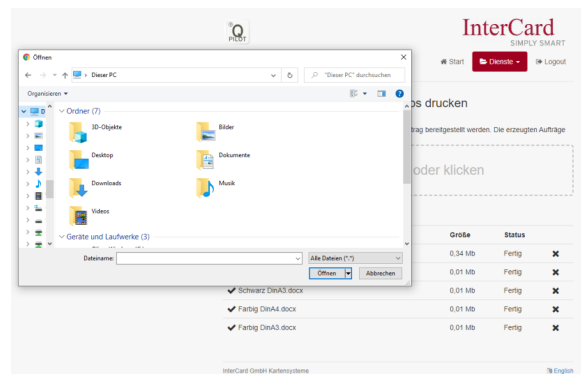 Q
PILOT
InterCard
SIMPLY SMART
Start
Dienste
Logout
Öffnen
Dieser PC
"Dieser PC" durchsuchen
Organisieren
D
Ordner (7)
3D-Objekte
Bilder
Desktop
Dokumente
Downloads
Musik
Videos
Geräte und Laufwerke (3)
Dateiname:
Alle Dateien (*.*)
Öffnen
Abbrechen
os drucken
trag bereitgestellt werden. Die erzeugten Aufträge
oder klicken
Größe
Status
0,34 Mb
Fertig
0,01 Mb
Fertig
Schwarz DinA3.docx
0,01 Mb
Fertig
Farbig DinA4.docx
0,01 Mb
Fertig
Farbig DinA3.docx
0,01 Mb
Fertig
InterCard GmbH Kartensysteme
English